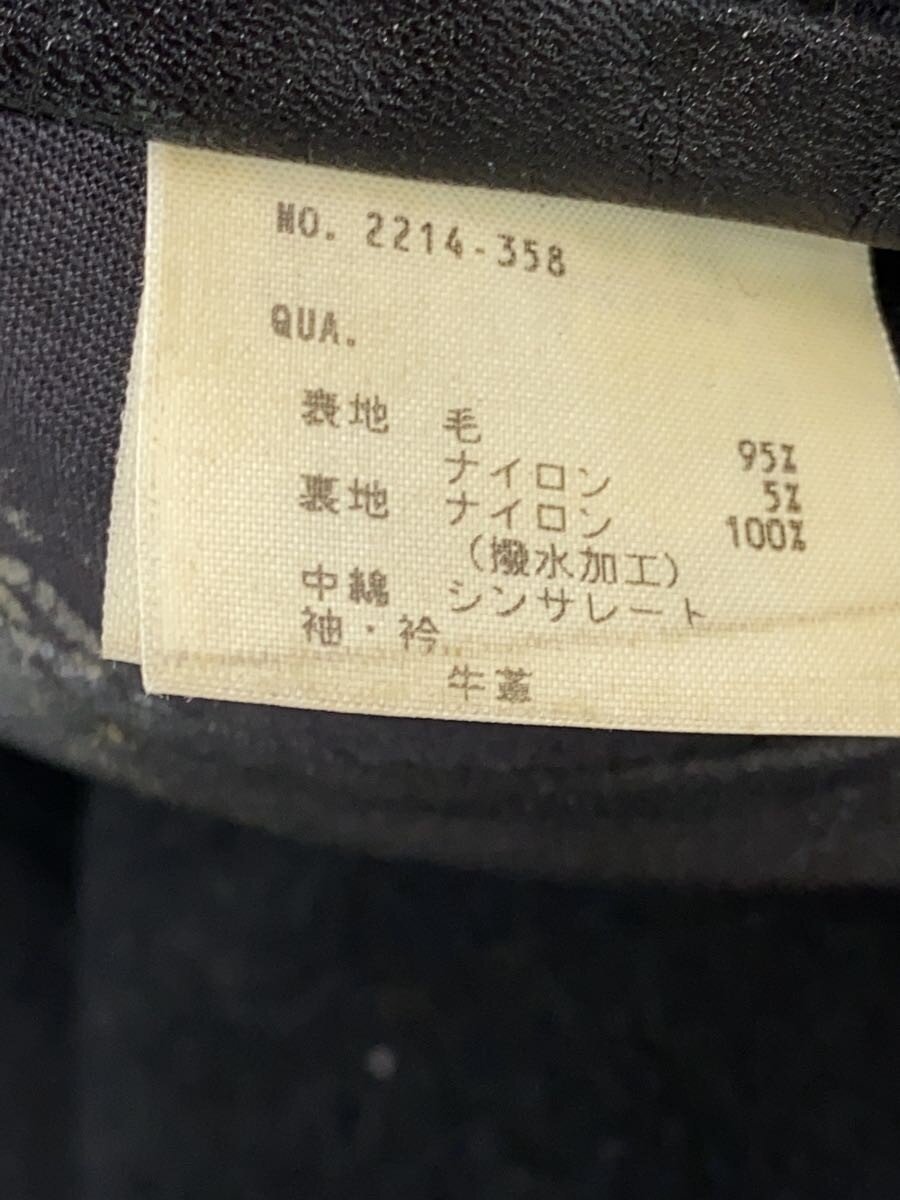 NO. 2214-358
QUA.
表地 毛 95%
ナイロン 5%
裏地 ナイロン 100%
(撥水加工)
中綿 シンサレート
袖・衿
牛革